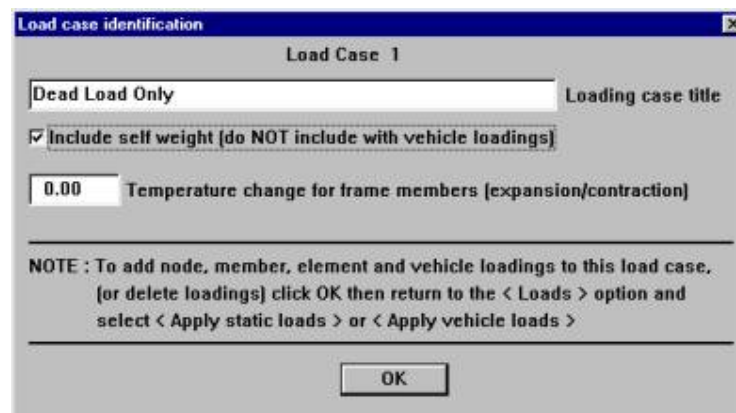 Load case identification
Load Case 1
Dead Load Only Loading case title
Include self weight (do NOT include with vehicle loadings)
0.00 Temperature change for frame members (expansion/contraction)
NOTE : To add node, member, element and vehicle loadings to this load case,
(or delete loadings) click OK then return to the < Loads > option and
select < Apply static loads > or < Apply vehicle loads >
OK